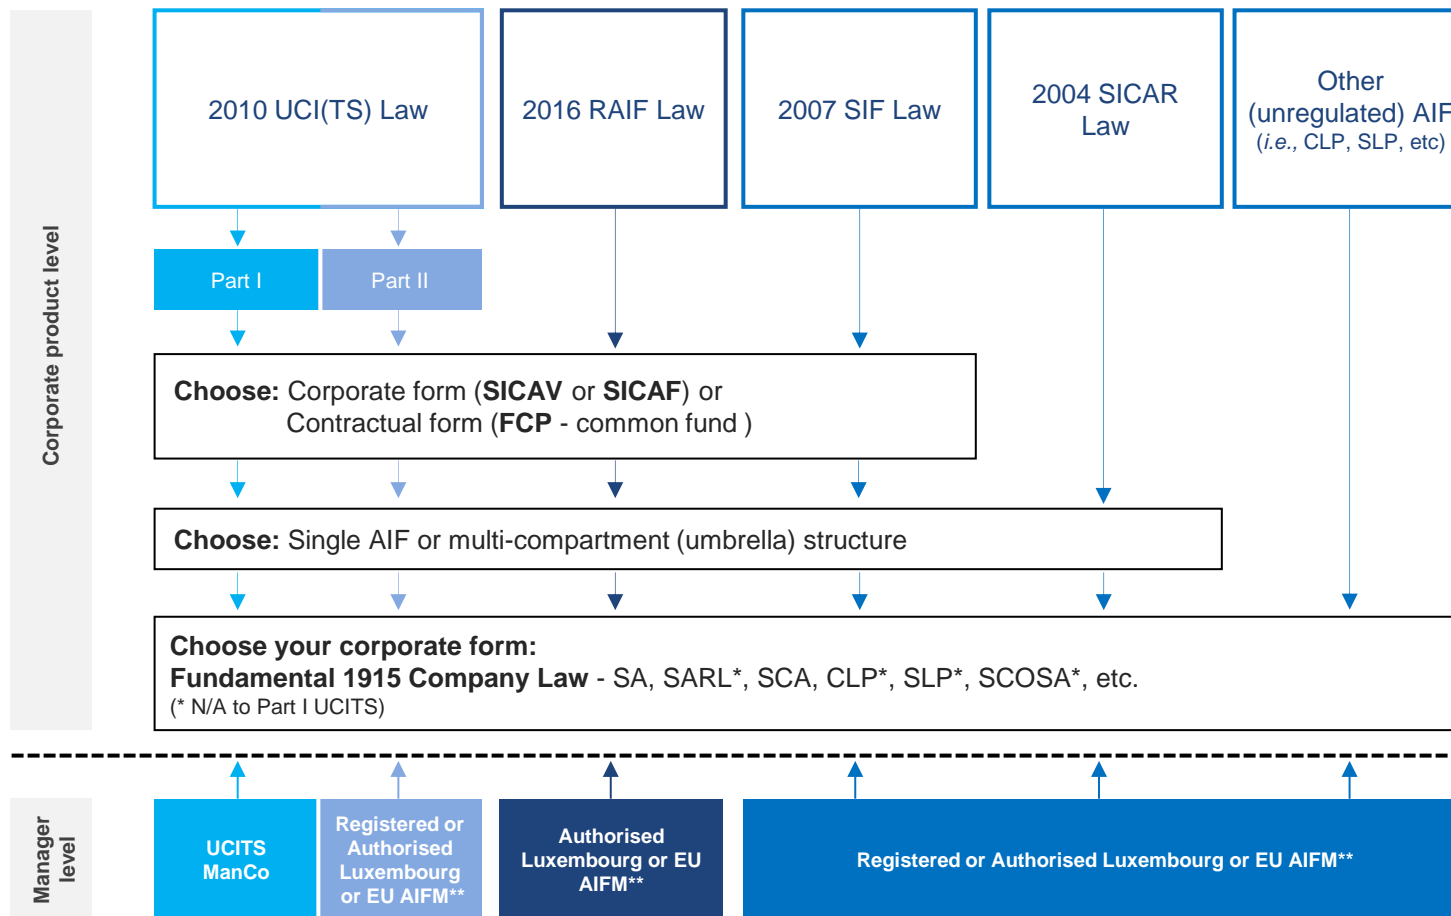 Corporate product level
2010 UCI(TS) Law
2016 RAIF Law
2007 SIF Law
2004 SICAR
Law
Other
(unregulated) AIF
(i.e., CLP, SLP, etc)
Part I
Part II
Choose: Corporate form (SICAV or SICAF) or
Contractual form (FCP - common fund )
Choose: Single AIF or multi-compartment (umbrella) structure
Choose your corporate form:
Fundamental 1915 Company Law - SA, SARL*, SCA, CLP*, SLP*, SCOSA*, etc.
(* N/A to Part I UCITS)
Manager
level
UCITS
ManCo
Registered or
Authorised
Luxembourg
or EU AIFM**
Authorised
Luxembourg or EU
AIFM**
Registered or Authorised Luxembourg or EU AIFM**